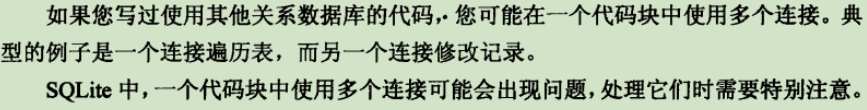 如果您写过使用其他关系数据库的代码,您可能在一个代码块中使用多个连接。典
型的例子是一个连接遍历表，而另一个连接修改记录。
SQLite 中，一个代码块中使用多个连接可能会出现问题，处理它们时需要特别注意。